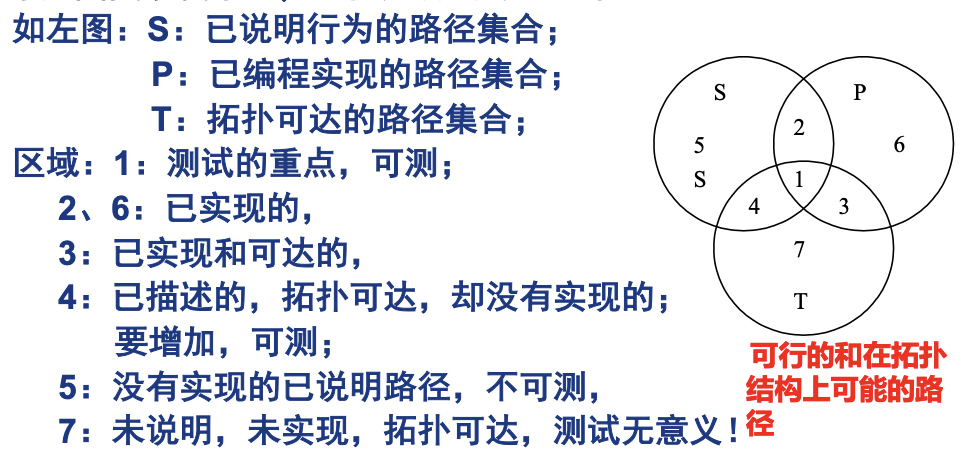 如左图：S：已说明行为的路径集合；
P：已编程实现的路径集合；
T：拓扑可达的路径集合；
区域：1：测试的重点，可测；
2、6：已实现的，
3：已实现和可达的，
4：已描述的，拓扑可达，却没有实现的；
要增加，可测；
5：没有实现的已说明路径，不可测，
7：未说明，未实现，拓扑可达，测试无意义！
S
P
2
5
6
S
1
4
3
7
T
可行的和在拓扑
结构上可能的路
径